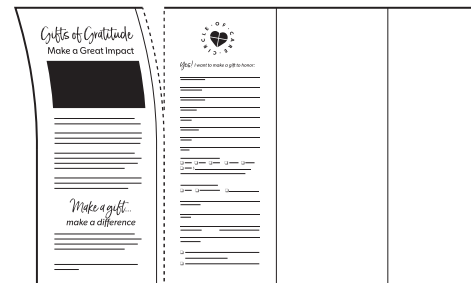 Gifts of Gratitude
Make a Great Impact
Make a gift...
make a difference
CIRCLE·OF·CARE
Yes! I want to make a gift to honor: